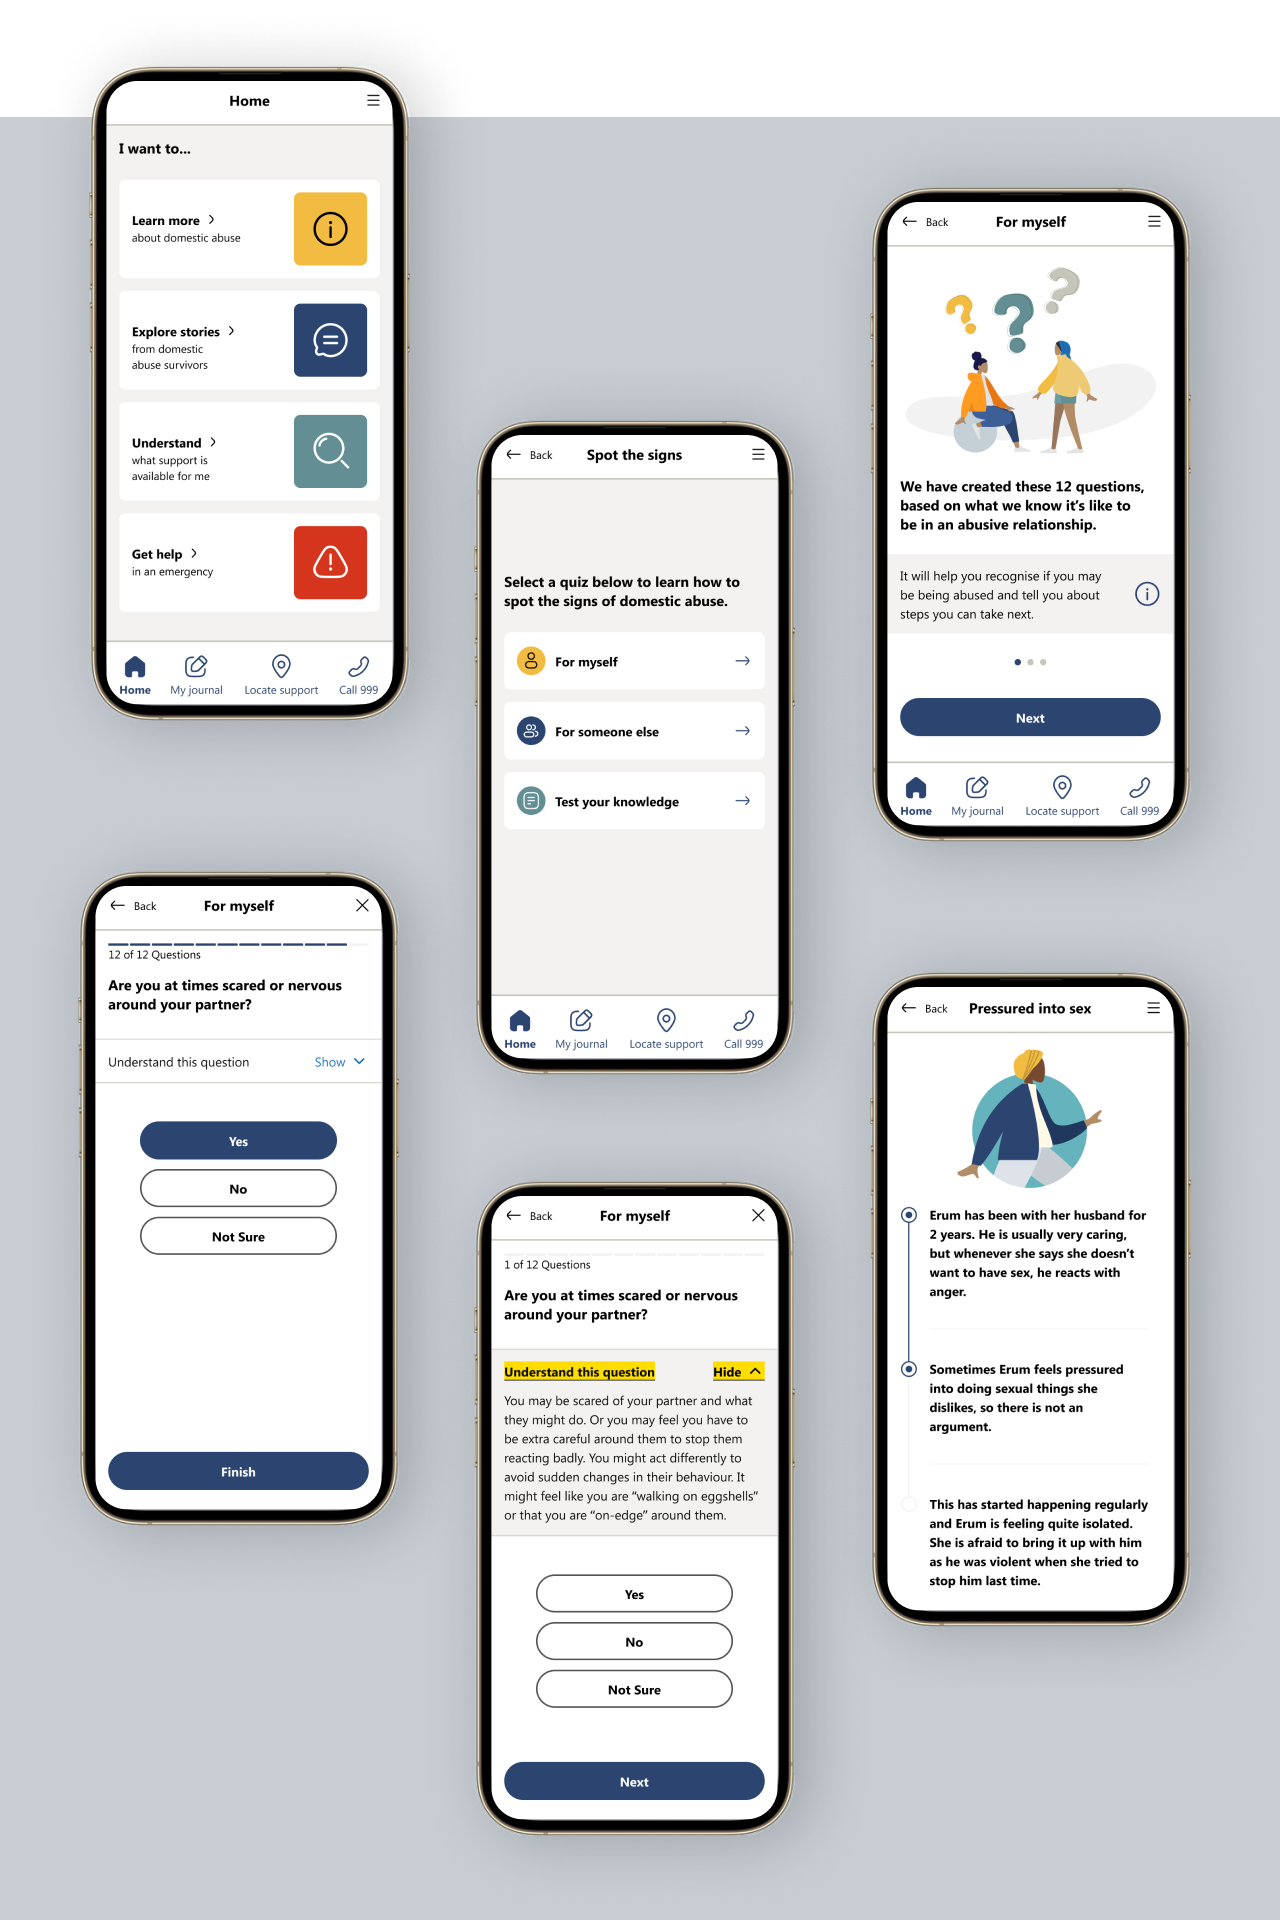 Home
I want to...
Learn more
about domestic abuse
Explore stories
from domestic
abuse survivors
Understand
what support is
available for me
Get help
in an emergency
Home
My journal
Locate support
Call 999
Back
Spot the signs
Select a quiz below to learn how to
spot the signs of domestic abuse.
For myself
For someone else
Test your knowledge
Home
My journal
Locate support
Call 999
Back
For myself
We have created these 12 questions,
based on what we know it’s like to
be in an abusive relationship.
It will help you recognise if you may
be being abused and tell you about
steps you can take next.
Next
Home
My journal
Locate support
Call 999
Back
For myself
12 of 12 Questions
Are you at times scared or nervous
around your partner?
Understand this question
Show
Yes
No
Not Sure
Finish
Back
For myself
1 of 12 Questions
Are you at times scared or nervous
around your partner?
Understand this question
Hide
You may be scared of your partner and what
they might do. Or you may feel you have to
be extra careful around them to stop them
reacting badly. You might act differently to
avoid sudden changes in their behaviour. It
might feel like you are “walking on eggshells”
or that you are “on-edge” around them.
Yes
No
Not Sure
Next
Back
Pressured into sex
Erum has been with her husband for
2 years. He is usually very caring,
but whenever she says she doesn’t
want to have sex, he reacts with
anger.
Sometimes Erum feels pressured
into doing sexual things she
dislikes, so there is not an
argument.
This has started happening regularly
and Erum is feeling quite isolated.
She is afraid to bring it up with him
as he was violent when she tried to
stop him last time.